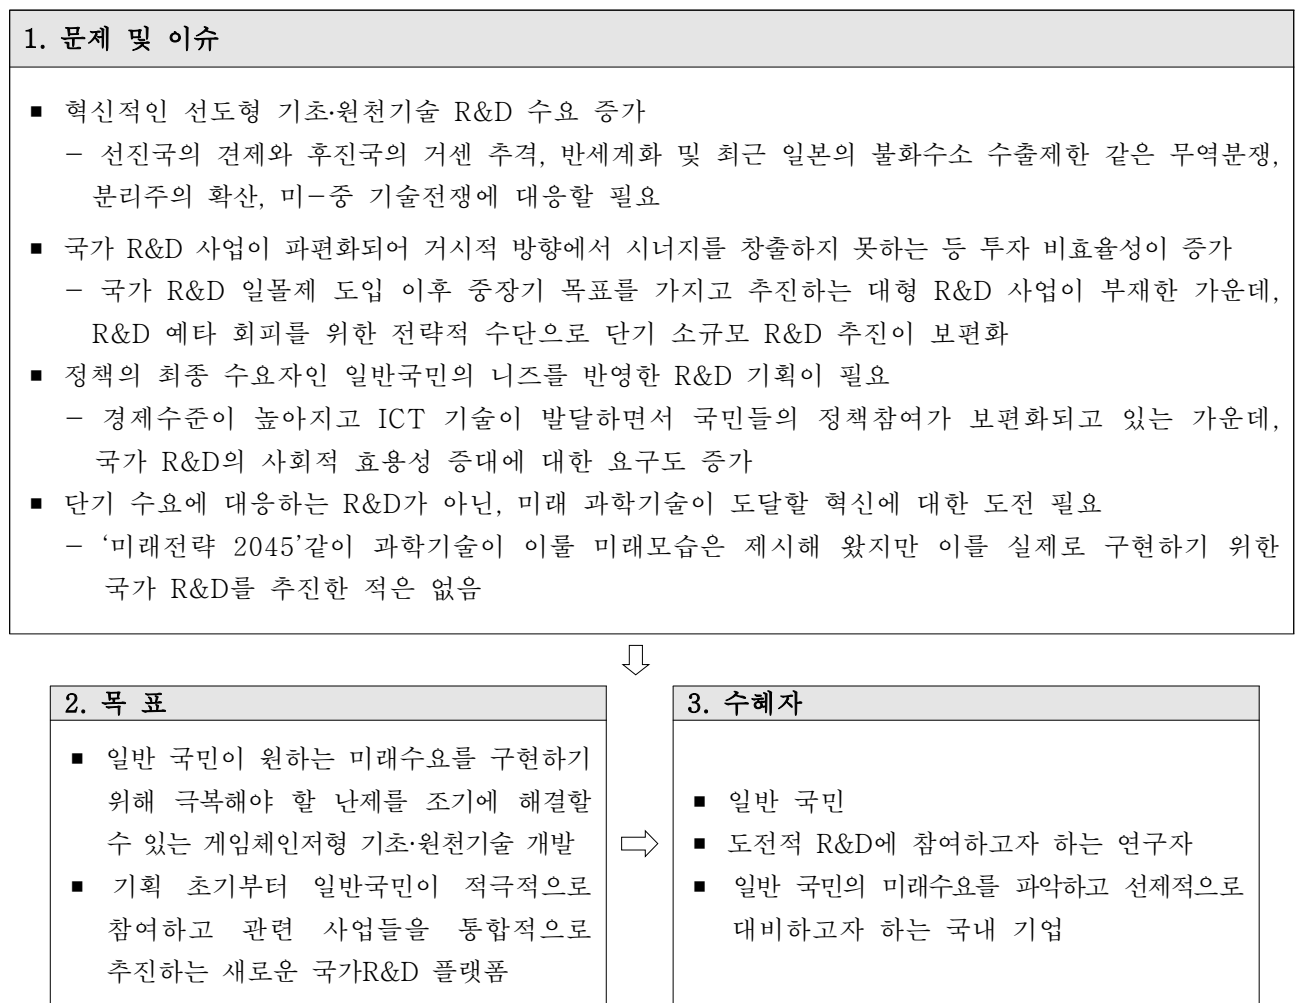 1. 문제 및 이슈
▪ 혁신적인 선도형 기초·원천기술 R&D 수요 증가
- 선진국의 견제와 후진국의 거센 추격, 반세계화 및 최근 일본의 불화수소 수출제한 같은 무역분쟁,
분리주의 확산, 미-중 기술전쟁에 대응할 필요
▪ 국가 R&D 사업이 파편화되어 거시적 방향에서 시너지를 창출하지 못하는 등 투자 비효율성이 증가
- 국가 R&D 일몰제 도입 이후 중장기 목표를 가지고 추진하는 대형 R&D 사업이 부재한 가운데,
R&D 예타 회피를 위한 전략적 수단으로 단기 소규모 R&D 추진이 보편화
▪ 정책의 최종 수요자인 일반국민의 니즈를 반영한 R&D 기획이 필요
- 경제수준이 높아지고 ICT 기술이 발달하면서 국민들의 정책참여가 보편화되고 있는 가운데,
국가 R&D의 사회적 효용성 증대에 대한 요구도 증가
▪ 단기 수요에 대응하는 R&D가 아닌, 미래 과학기술이 도달할 혁신에 대한 도전 필요
- ‘미래전략 2045’같이 과학기술이 이룰 미래모습은 제시해 왔지만 이를 실제로 구현하기 위한
국가 R&D를 추진한 적은 없음
2. 목 표
▪ 일반 국민이 원하는 미래수요를 구현하기
위해 극복해야 할 난제를 조기에 해결할
수 있는 게임체인저형 기초·원천기술 개발
▪ 기획 초기부터 일반국민이 적극적으로
참여하고 관련 사업들을 통합적으로
추진하는 새로운 국가R&D 플랫폼
3. 수혜자
▪ 일반 국민
▪ 도전적 R&D에 참여하고자 하는 연구자
▪ 일반 국민의 미래수요를 파악하고 선제적으로
대비하고자 하는 국내 기업